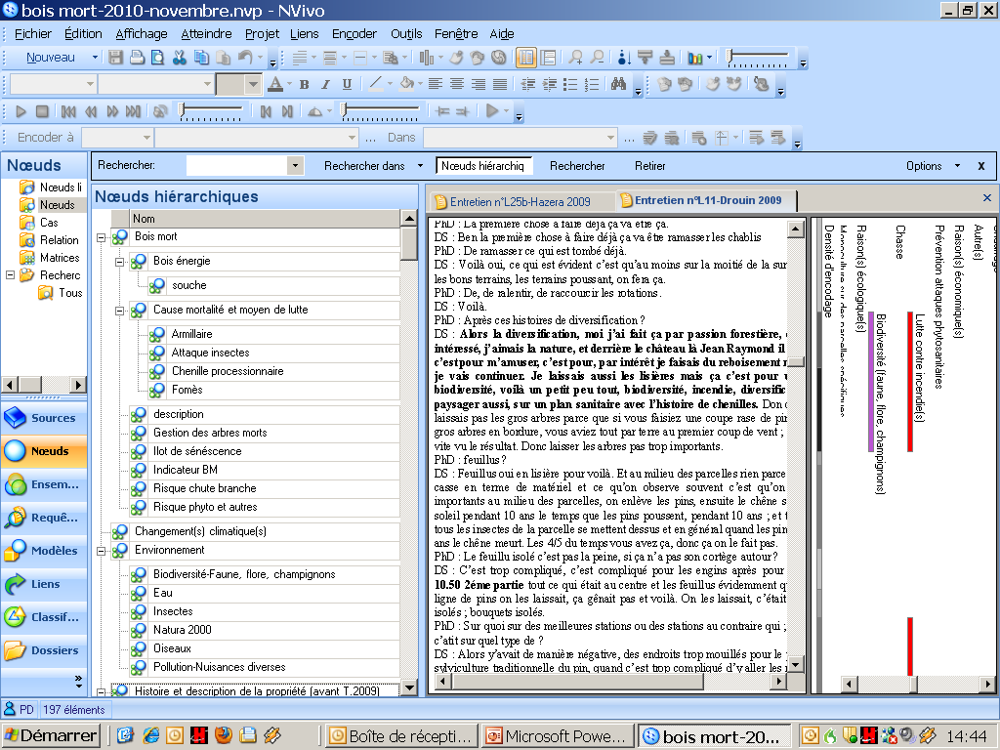 bois mort-2010-novembre.nvp - NVivo
Fichier Édition Affichage Atteindre Projet Liens Encoder Outils Fenêtre Aide
Nouveau
Encoder à ... Dans ...
Nœuds
Rechercher: Rechercher dans Nœuds hiérarchiq Rechercher Retirer Options x
Nœuds li
Nœuds
Cas
Relation
Matrices
Recherc
Tous
Sources
Nœuds
Ensem...
Requê...
Modèles
Liens
Classif...
Dossiers
Nœuds hiérarchiques
Nom
Bois mort
Bois énergie
souche
Cause mortalité et moyen de lutte
Armillaire
Attaque insectes
Chenille processionnaire
Fomès
description
Gestion des arbres morts
Ilot de sénéscence
Indicateur BM
Risque chute branche
Risque phyto et autres
Changement(s) climatique(s)
Environnement
Biodiversité-Faune, flore, champignons
Eau
Insectes
Natura 2000
Oiseaux
Pollution-Nuisances diverses
Histoire et description de la propriété (avant T.2009)
Entretien n°L25b-Hazera 2009
Entretien n°L11-Drouin 2009
PhD : La première chose à faire déjà ça va être ça.
DS : Ben la première chose à faire déjà ça va être ramasser les chablis
PhD : De ramasser ce qui est tombé déjà.
DS : Voilà oui, ce qui est évident c'est qu'au moins sur la moitié de la sur
les bons terrains, les terrains poussant, on fera ça.
PhD : De, de ralentir, de raccourcir les rotations.
DS : Voilà.
PhD : Après ces histoires de diversification ?
DS : Alors la diversification, moi j'ai fait ça par passion forestière,
intéressé, j'aimais la nature, et derrière le château là Jean Raymond il
c'est pour m'amuser, c'est pour, par intérêt je faisais du reboisement
je vais continuer. Je laissais aussi les lisières mais ça c'est pour
biodiversité, voilà un petit peu tout, biodiversité, incendie, diversific
paysager aussi, sur un plan sanitaire avec l'histoire de chenilles. Don
laissais pas les gros arbres parce que si vous faisiez une coupe rase de pin
gros arbres en bordure, vous aviez tout par terre au premier coup de vent ;
vite vu le résultat. Donc laisser les arbres pas trop importants.
PhD : feuillus ?
DS : Feuillus oui en lisière pour voilà. Et au milieu des parcelles rien parce
casse en terme de matériel et ce qu'on observe souvent c'est qu'on
importants au milieu des parcelles, on enlève les pins, ensuite le chêne s
soleil pendant 10 ans le temps que les pins poussent, pendant 10 ans ; et t
tous les insectes de la parcelle se mettent dessus et en général quand les pin
ans le chêne meurt. Les 4/5 du temps vous avez ça, donc ça on le fait pas.
PhD : Le feuillu isolé c'est pas la peine, si ça n'a pas son cortège autour ?
DS : C'est trop compliqué, c'est compliqué pour les engins après pour
10.50 2éme partie tout ce qui était au centre et les feuillus évidemment q
ligne de pins on les laissait, ça gênait pas et voilà. On les laissait, c'était
isolés ; bouquets isolés.
PhD : Sur quoi sur des meilleures stations ou des stations au contraire qui ;
c'atit sur quel type de ?
DS : Alors y'avait de manière négative, des endroits trop mouillés pour le
sylviculture traditionnelle du pin, quand c'est trop compliqué d'y aller les
Autre(s)
Raison(s) économique(s)
Prévention attaques phytosanitaires
Lutte contre incendie(s)
Chasse
Biodiversité (faune, flore, champignons)
Raison(s) écologique(s)
Densité d'encodage
PD 197 éléments
Démarrer Boîte de récepti... Microsoft Powe... bois mort-20... 14:44